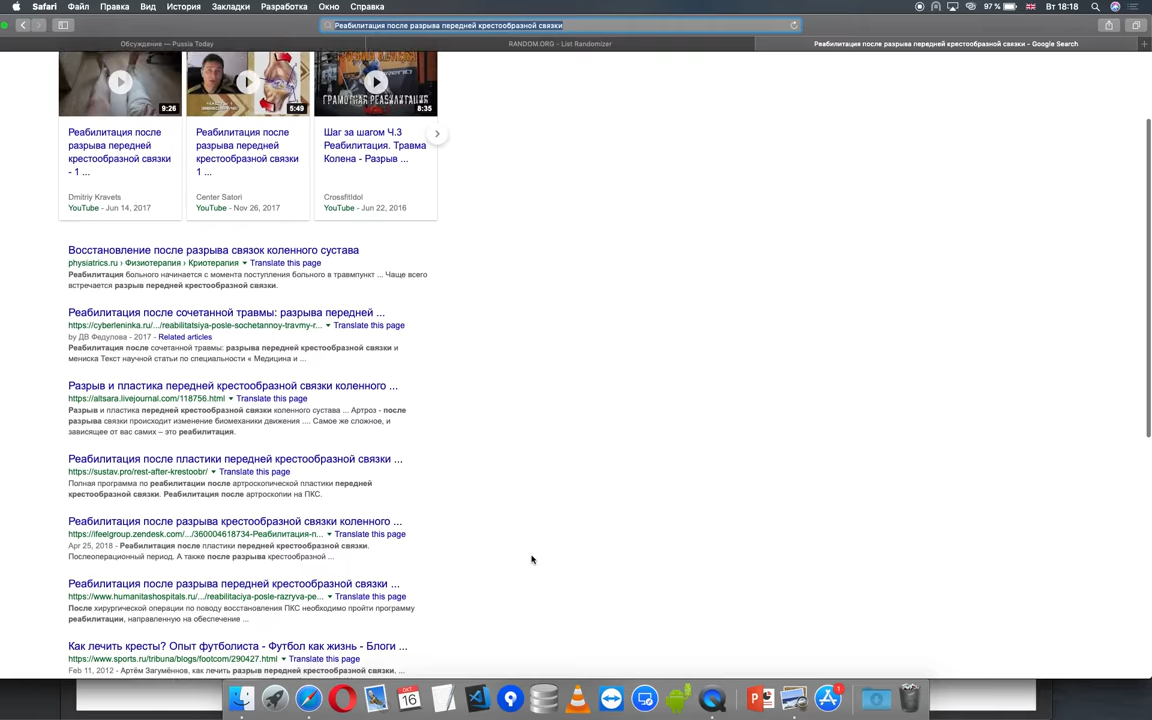 Safari Файл Правка Вид История Закладки Разработка Окно Справка 97 % Вт 18:18
Реабилитация после разрыва передней крестообразной связки
Обсуждение — Russia Today RANDOM.ORG - List Randomizer Реабилитация после разрыва передней крестообразной связки - Google Search
ГРАМОТНАЯ РЕАБИЛИТАЦИЯ
9:26 5:49 8:35
Реабилитация после
разрыва передней
крестообразной связки
- 1 ...
Dmitriy Kravets
YouTube - Jun 14, 2017
Реабилитация после
разрыва передней
крестообразной связки
1 ...
Center Satori
YouTube - Nov 26, 2017
Шаг за шагом Ч.3
Реабилитация. Травма
Колена - Разрыв ...
CrossfitIdol
YouTube - Jun 22, 2016
Восстановление после разрыва связок коленного сустава
physiatrics.ru › Физиотерапия › Криотерапия Translate this page
Реабилитация больного начинается с момента поступления больного в травмпункт ... Чаще всего
встречается разрыв передней крестообразной связки.
Реабилитация после сочетанной травмы: разрыва передней ...
https://cyberleninka.ru/.../reabilitatsiya-posle-sochetannoy-travmy-r... Translate this page
by ДВ Федулова - 2017 - Related articles
Реабилитация после сочетанной травмы: разрыва передней крестообразной связки и
мениска Текст научной статьи по специальности « Медицина и ...
Разрыв и пластика передней крестообразной связки коленного ...
https://altsara.livejournal.com/118756.html Translate this page
Разрыв и пластика передней крестообразной связки коленного сустава ... Артроз - после
разрыва связки происходит изменение биомеханики движения .... Самое же сложное, и
зависящее от вас самих – это реабилитация.
Реабилитация после пластики передней крестообразной связки ...
https://sustav.pro/rest-after-krestoobr/ Translate this page
Полная программа по реабилитации после артроскопической пластики передней
крестообразной связки. Реабилитация после артроскопии на ПКС.
Реабилитация после разрыва крестообразной связки коленного ...
https://ifeelgroup.zendesk.com/.../360004618734-Реабилитация-п... Translate this page
Apr 25, 2018 - Реабилитация после пластики передней крестообразной связки.
Послеоперационный период. А также после разрыва крестообразной ...
Реабилитация после разрыва передней крестообразной связки ...
https://www.humanitashospitals.ru/.../reabilitaciya-posle-razryva-pe... Translate this page
После хирургической операции по поводу восстановления ПКС необходимо пройти программу
реабилитации, направленную на обеспечение ...
Как лечить кресты? Опыт футболиста - Футбол как жизнь - Блоги ...
https://www.sports.ru/tribuna/blogs/footcom/290427.html Translate this page
Feb 11, 2012 - Артём Загумённов, как лечить разрыв передней крестообразной связки. ...
ОКТ
16
1